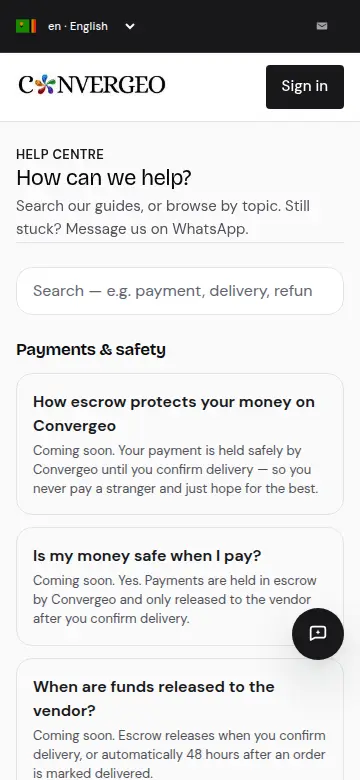 en · English
CONVERGEO
Sign in
HELP CENTRE
How can we help?
Search our guides, or browse by topic. Still
stuck? Message us on WhatsApp.
Search — e.g. payment, delivery, refun
Payments & safety
How escrow protects your money on
Convergeo
Coming soon. Your payment is held safely by
Convergeo until you confirm delivery — so you
never pay a stranger and just hope for the best.
Is my money safe when I pay?
Coming soon. Yes. Payments are held in escrow
by Convergeo and only released to the vendor
after you confirm delivery.
When are funds released to the
vendor?
Coming soon. Escrow releases when you confirm
delivery, or automatically 48 hours after an order
is marked delivered.